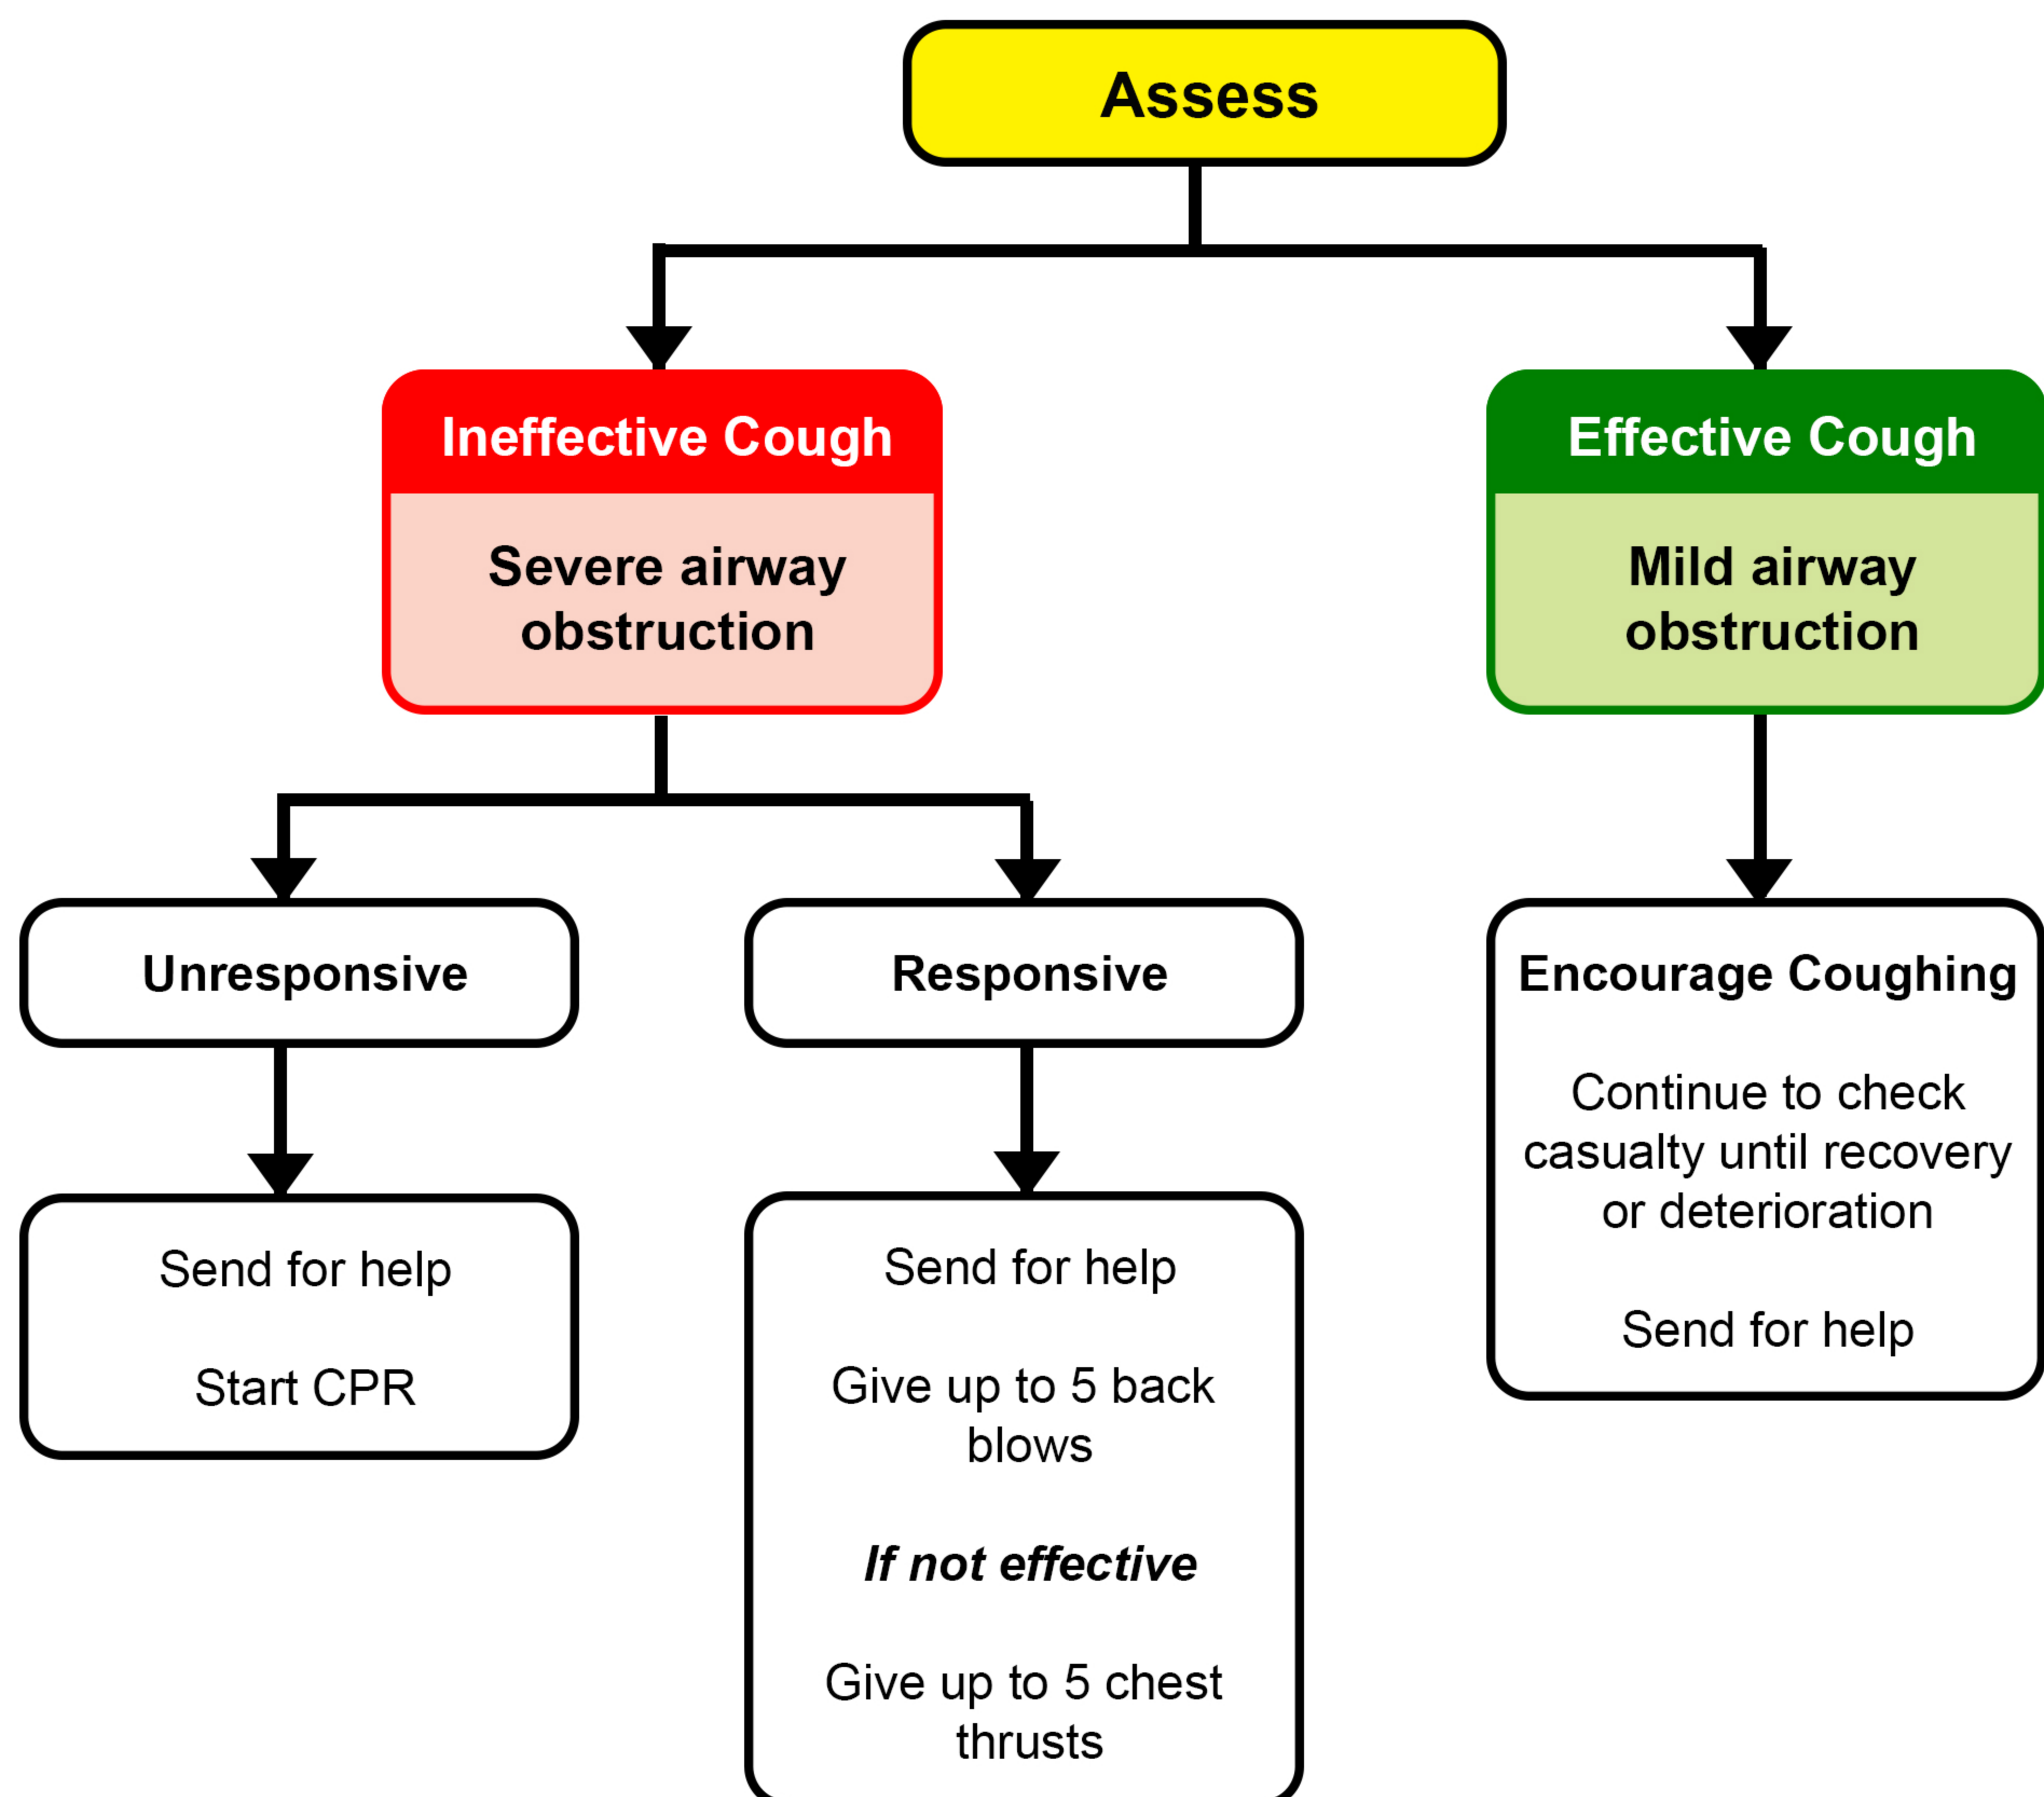 Assess
Ineffective Cough
Severe airway
obstruction
Effective Cough
Mild airway
obstruction
Unresponsive
Send for help
Start CPR
Responsive
Send for help
Give up to 5 back
blows
If not effective
Give up to 5 chest
thrusts
Encourage Coughing
Continue to check
casualty until recovery
or deterioration
Send for help